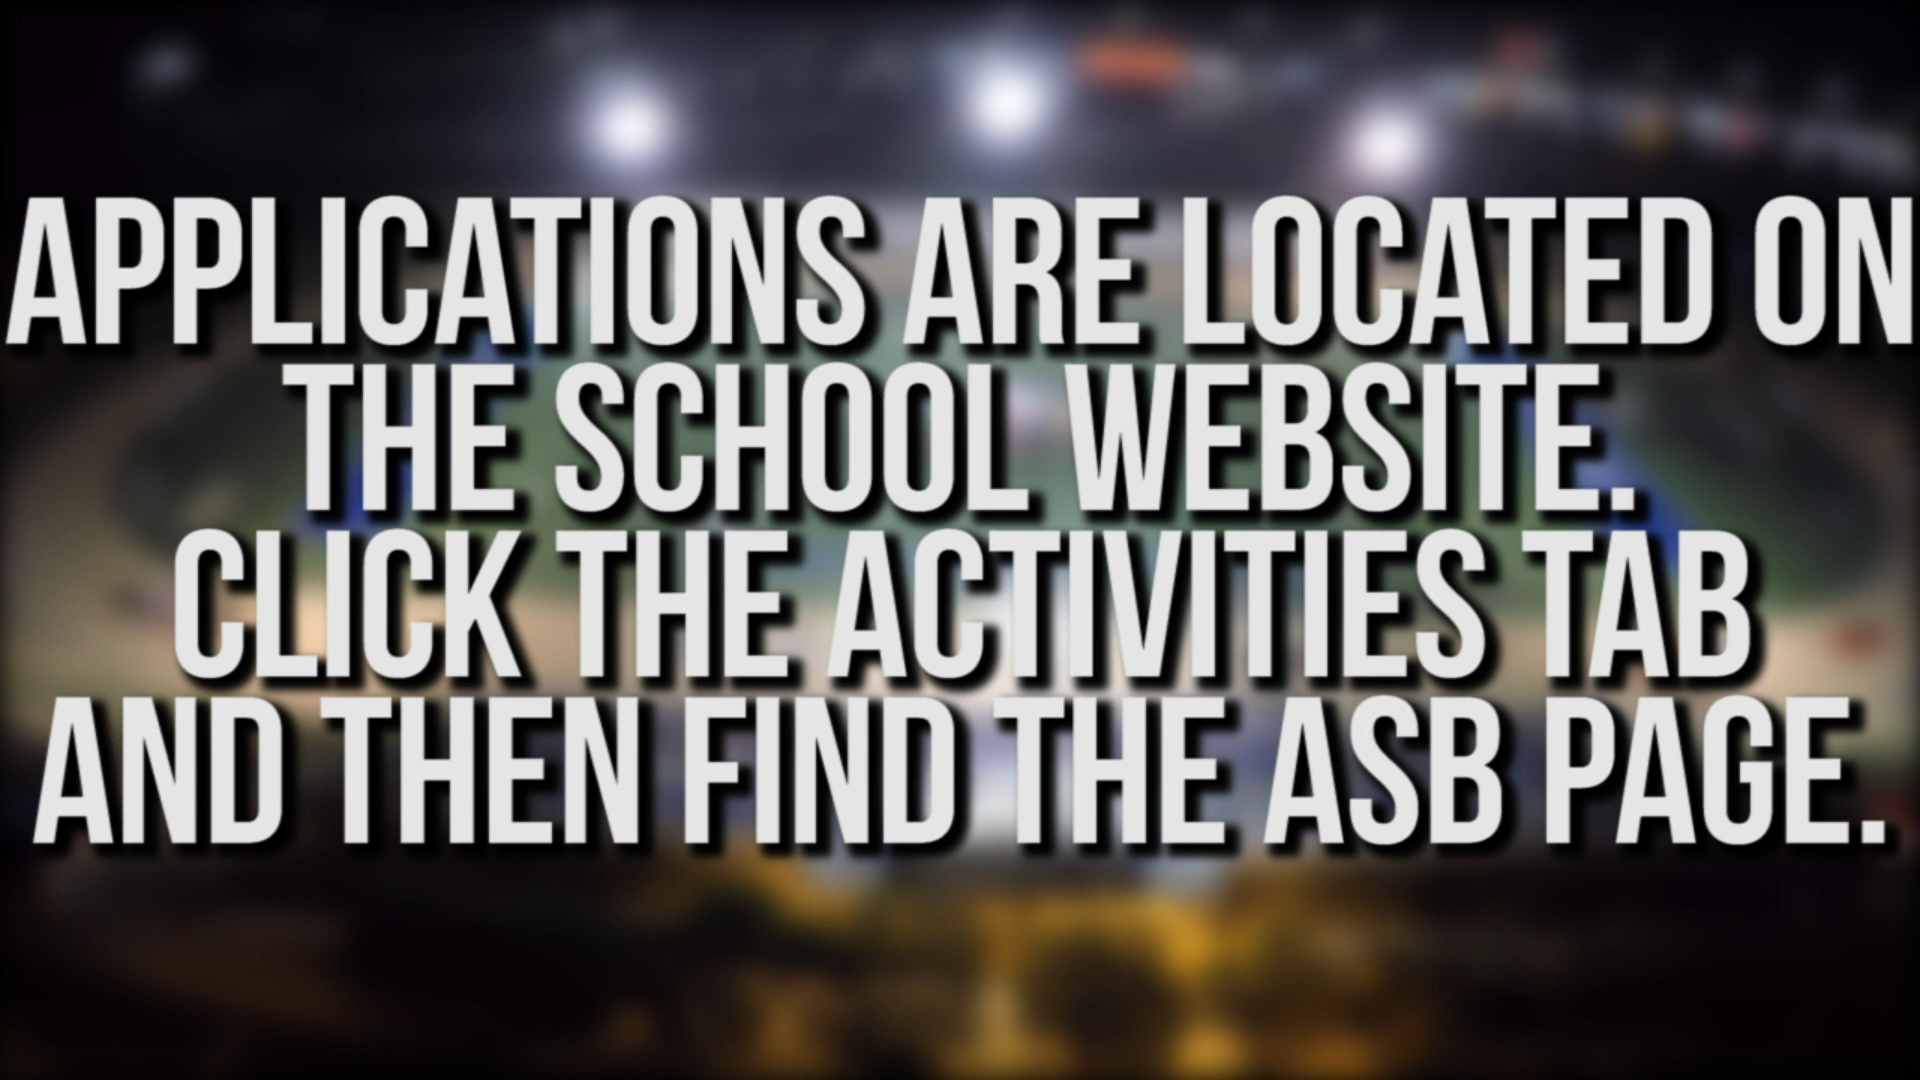 APPLICATIONS ARE LOCATED ON
THE SCHOOL WEBSITE.
CLICK THE ACTIVITIES TAB
AND THEN FIND THE ASB PAGE.